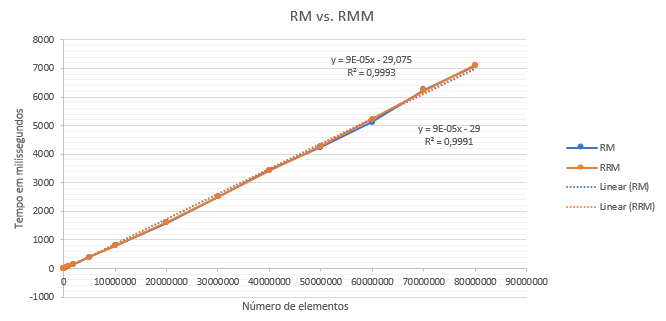 RM vs. RMM
8000
7000
6000
5000
4000
3000
2000
1000
0
-1000
Tempo em milissegundos
y = 9E-05x - 29,075
R² = 0,9993
y = 9E-05x - 29
R² = 0,9991
0 10000000 20000000 30000000 40000000 50000000 60000000 70000000 80000000 90000000
Número de elementos
RM
RRM
Linear (RM)
Linear (RRM)